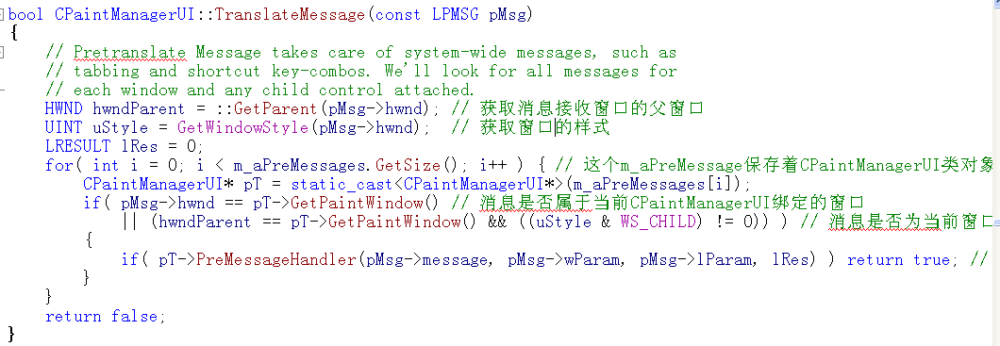 bool CPaintManagerUI::TranslateMessage(const LPMSG pMsg)
{
// Pretranslate Message takes care of system-wide messages, such as
// tabbing and shortcut key-combos. We'll look for all messages for
// each window and any child control attached.
HWND hwndParent = ::GetParent(pMsg->hwnd); // 获取消息接收窗口的父窗口
UINT uStyle = GetWindowStyle(pMsg->hwnd);  // 获取窗口的样式
LRESULT lRes = 0;
for( int i = 0; i < m_aPreMessages.GetSize(); i++ ) { // 这个m_aPreMessage保存着CPaintManagerUI类对象
CPaintManagerUI* pT = static_cast<CPaintManagerUI*>(m_aPreMessages[i]);
if( pMsg->hwnd == pT->GetPaintWindow() // 消息是否属于当前CPaintManagerUI绑定的窗口
|| (hwndParent == pT->GetPaintWindow() && ((uStyle & WS_CHILD) != 0)) ) // 消息是否为当前窗口
{
if( pT->PreMessageHandler(pMsg->message, pMsg->wParam, pMsg->lParam, lRes) ) return true; //
}
}
return false;
}